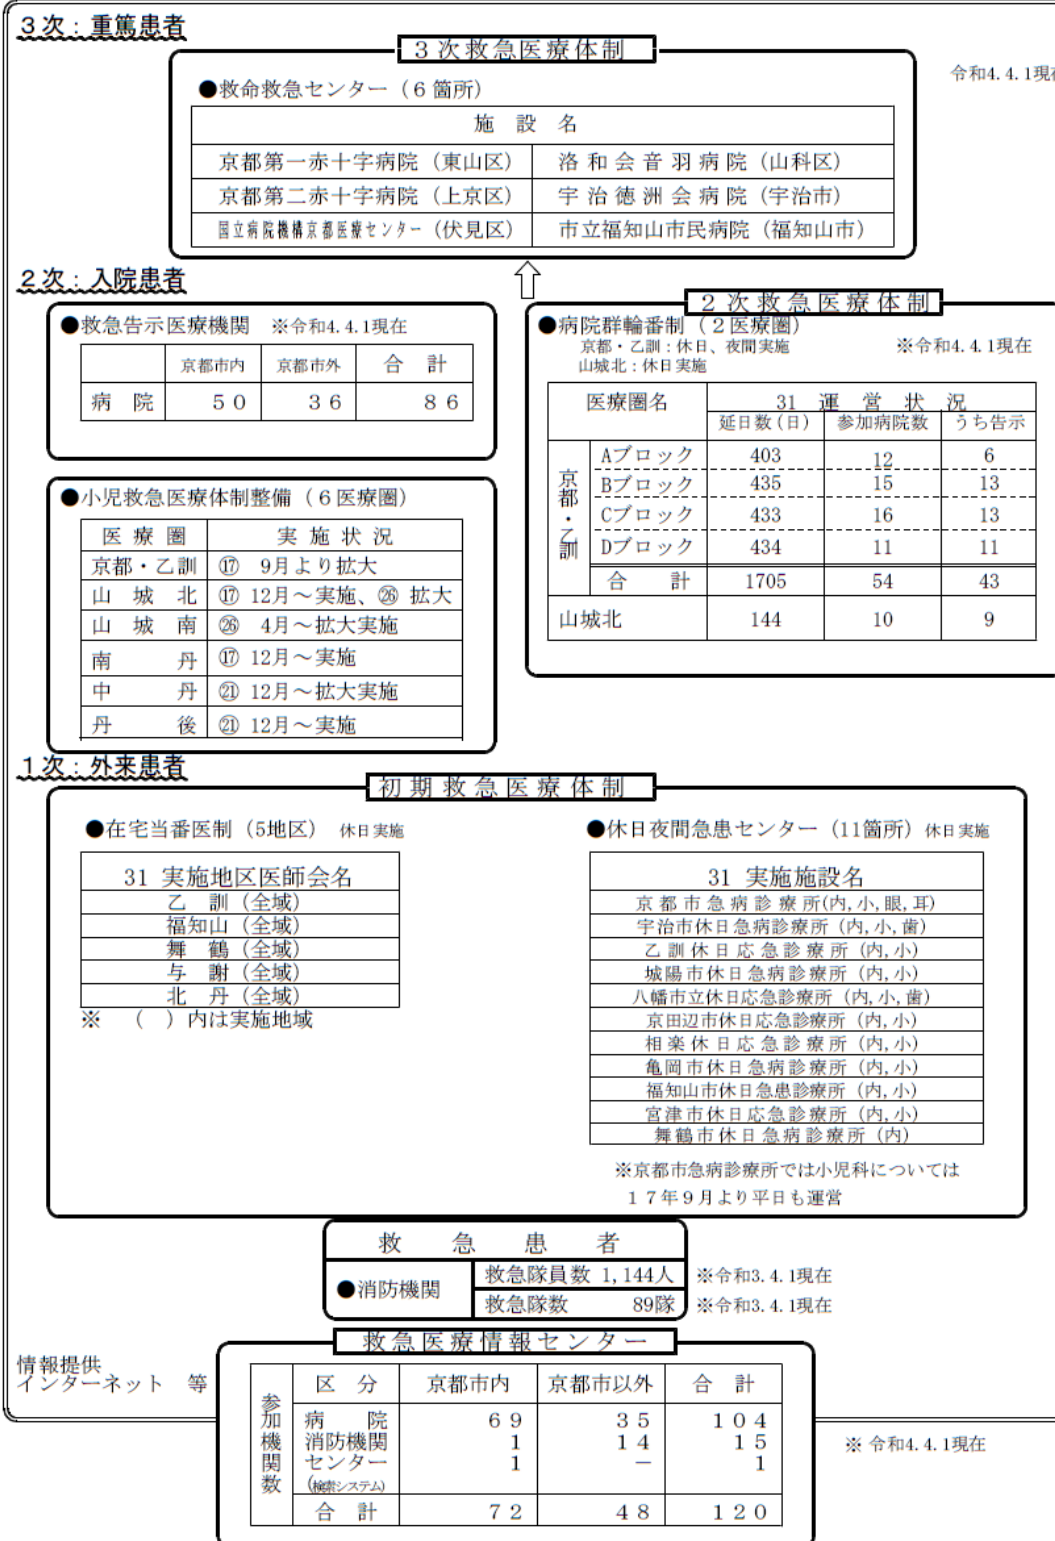 3次：重篤患者
3次救急医療体制
令和4.4.1現在
●救命救急センター（6箇所）
施 設 名
京都第一赤十字病院（東山区） 洛和会音羽病院（山科区）
京都第二赤十字病院（上京区） 宇治徳洲会病院（宇治市）
国立病院機構京都医療センター（伏見区） 市立福知山市民病院（福知山市）
2次：入院患者
●救急告示医療機関 ※令和4.4.1現在
京都市内 京都市外 合 計
病 院 50 36 86
●小児救急医療体制整備（6医療圏）
医療圏 実施状況
京都・乙訓 ⑰ 9月より拡大
山城北 ⑰ 12月～実施、㉖ 拡大
山城南 ㉖ 4月～拡大実施
南丹 ⑰ 12月～実施
中丹 ㉑ 12月～拡大実施
丹後 ㉑ 12月～実施
2次救急医療体制
●病院群輪番制（2医療圏）
京都・乙訓：休日、夜間実施 ※令和4.4.1現在
山城北：休日実施
医療圏名 31 運営状況
延日数(日) 参加病院数 うち告示
京都・乙訓
Aブロック 403 12 6
Bブロック 435 15 13
Cブロック 433 16 13
Dブロック 434 11 11
合 計 1705 54 43
山城北 144 10 9
1次：外来患者
初期救急医療体制
●在宅当番医制（5地区） 休日実施
31 実施地区医師会名
乙 訓（全域）
福知山（全域）
舞 鶴（全域）
与 謝（全域）
北 丹（全域）
※ （ ）内は実施地域
●休日夜間急患センター（11箇所） 休日実施
31 実施施設名
京都市急病診療所(内,小,眼,耳)
宇治市休日急病診療所（内,小,歯)
乙訓休日応急診療所（内,小)
城陽市休日急病診療所（内,小)
八幡市立休日応急診療所（内,小,歯)
京田辺市休日応急診療所（内,小)
相楽休日応急診療所（内,小)
亀岡市休日急病診療所（内,小)
福知山市休日急患診療所（内,小)
宮津市休日応急診療所（内,小)
舞鶴市休日急病診療所（内）
※京都市急病診療所では小児科については
17年9月より平日も運営
救急患者
●消防機関
救急隊員数 1,144人 ※令和3.4.1現在
救急隊数 89隊 ※令和3.4.1現在
救急医療情報センター
情報提供
インターネット 等
参加機関数
区 分 京都市内 京都市以外 合 計
病 院 69 35 104
消防機関 1 14 15
センター 1 － 1
(検索システム)
合 計 72 48 120
※ 令和4.4.1現在